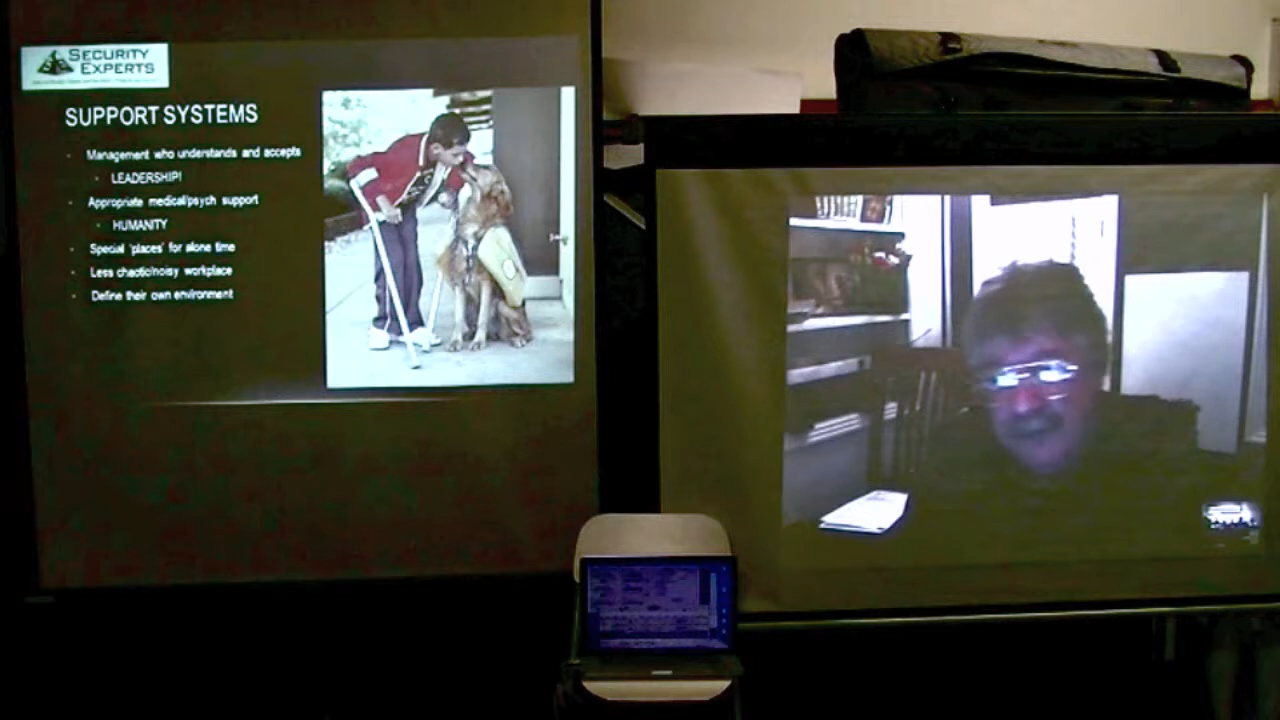 SECURITY
EXPERTS
SUPPORT SYSTEMS
Management who understands and accepts
LEADERSHIP!
Appropriate medical/psych support
HUMANITY
Special 'places' for alone time
Less chaotic/noisy workplace
Define their own environment